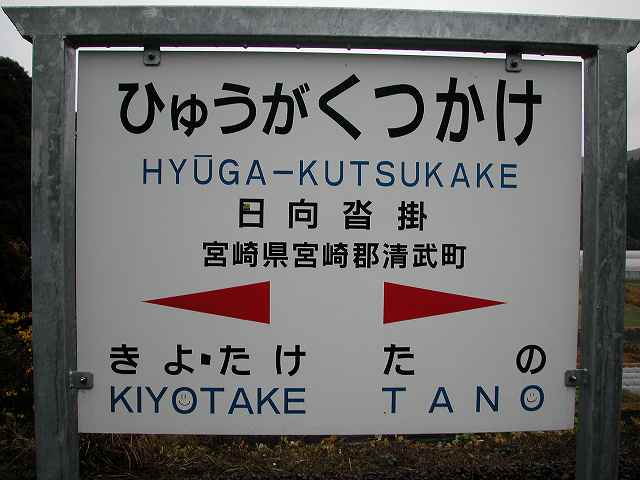 ひゅうがくつかけ
HYŪGA-KUTSUKAKE
日向沓掛
宮崎県宮崎郡清武町
きよたけ たの
KIYOTAKE TANO